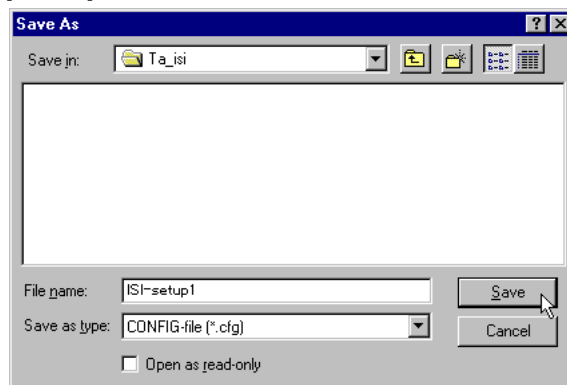 Save As
Save in: Ta_isi
File name: ISI-setup1 Save
Save as type: CONFIG-file (*.cfg) Cancel
Open as read-only